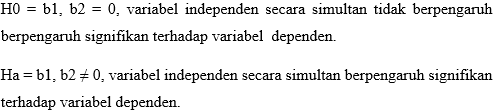 H0 = b1, b2 = 0, variabel independen secara simultan tidak berpengaruh
berpengaruh signifikan terhadap variabel dependen.
Ha = b1, b2 ≠ 0, variabel independen secara simultan berpengaruh signifikan
terhadap variabel dependen.